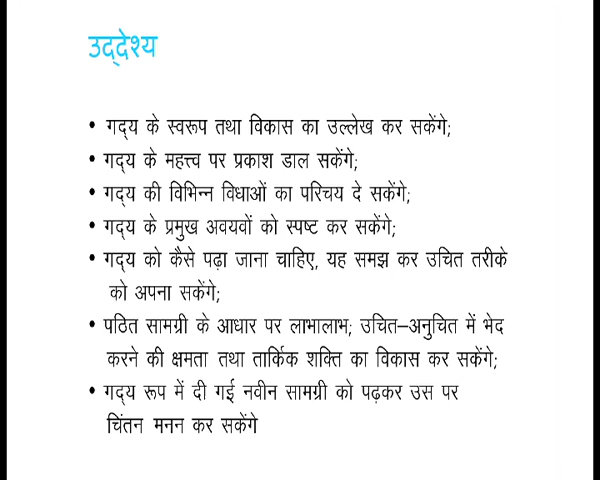 उद्देश्य
• गद्य के स्वरूप तथा विकास का उल्लेख कर सकेंगे;
• गद्य के महत्त्व पर प्रकाश डाल सकेंगे;
• गद्य की विभिन्न विधाओं का परिचय दे सकेंगे;
• गद्य के प्रमुख अवयवों को स्पष्ट कर सकेंगे;
• गद्य को कैसे पढ़ा जाना चाहिए, यह समझ कर उचित तरीके
को अपना सकेंगे;
• पठित सामग्री के आधार पर लाभालाभ; उचित–अनुचित में भेद
करने की क्षमता तथा तार्किक शक्ति का विकास कर सकेंगे;
• गद्य रूप में दी गई नवीन सामग्री को पढ़कर उस पर
चिंतन मनन कर सकेंगे